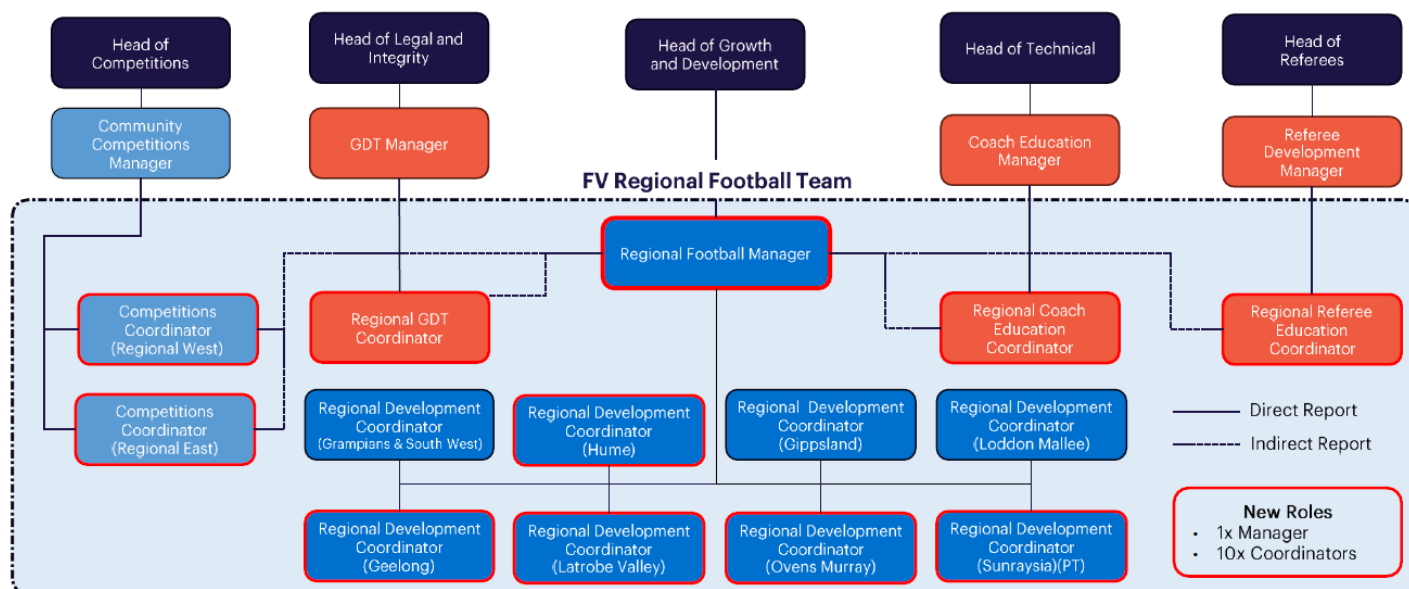 Head of
Competitions
Head of Legal and
Integrity
Head of Growth
and Development
Head of Technical
Head of
Referees
Community
Competitions
Manager
GDT Manager
Coach Education
Manager
Referee
Development
Manager
FV Regional Football Team
Regional Football Manager
Competitions
Coordinator
(Regional West)
Regional GDT
Coordinator
Regional Coach
Education
Coordinator
Regional Referee
Education
Coordinator
Competitions
Coordinator
(Regional East)
Regional Development
Coordinator
(Grampians & South West)
Regional Development
Coordinator
(Hume)
Regional Development
Coordinator
(Gippsland)
Regional Development
Coordinator
(Loddon Mallee)
Direct Report
Indirect Report
Regional Development
Coordinator
(Geelong)
Regional Development
Coordinator
(Latrobe Valley)
Regional Development
Coordinator
(Ovens Murray)
Regional Development
Coordinator
(Sunraysia)(PT)
New Roles
• 1x Manager
• 10x Coordinators